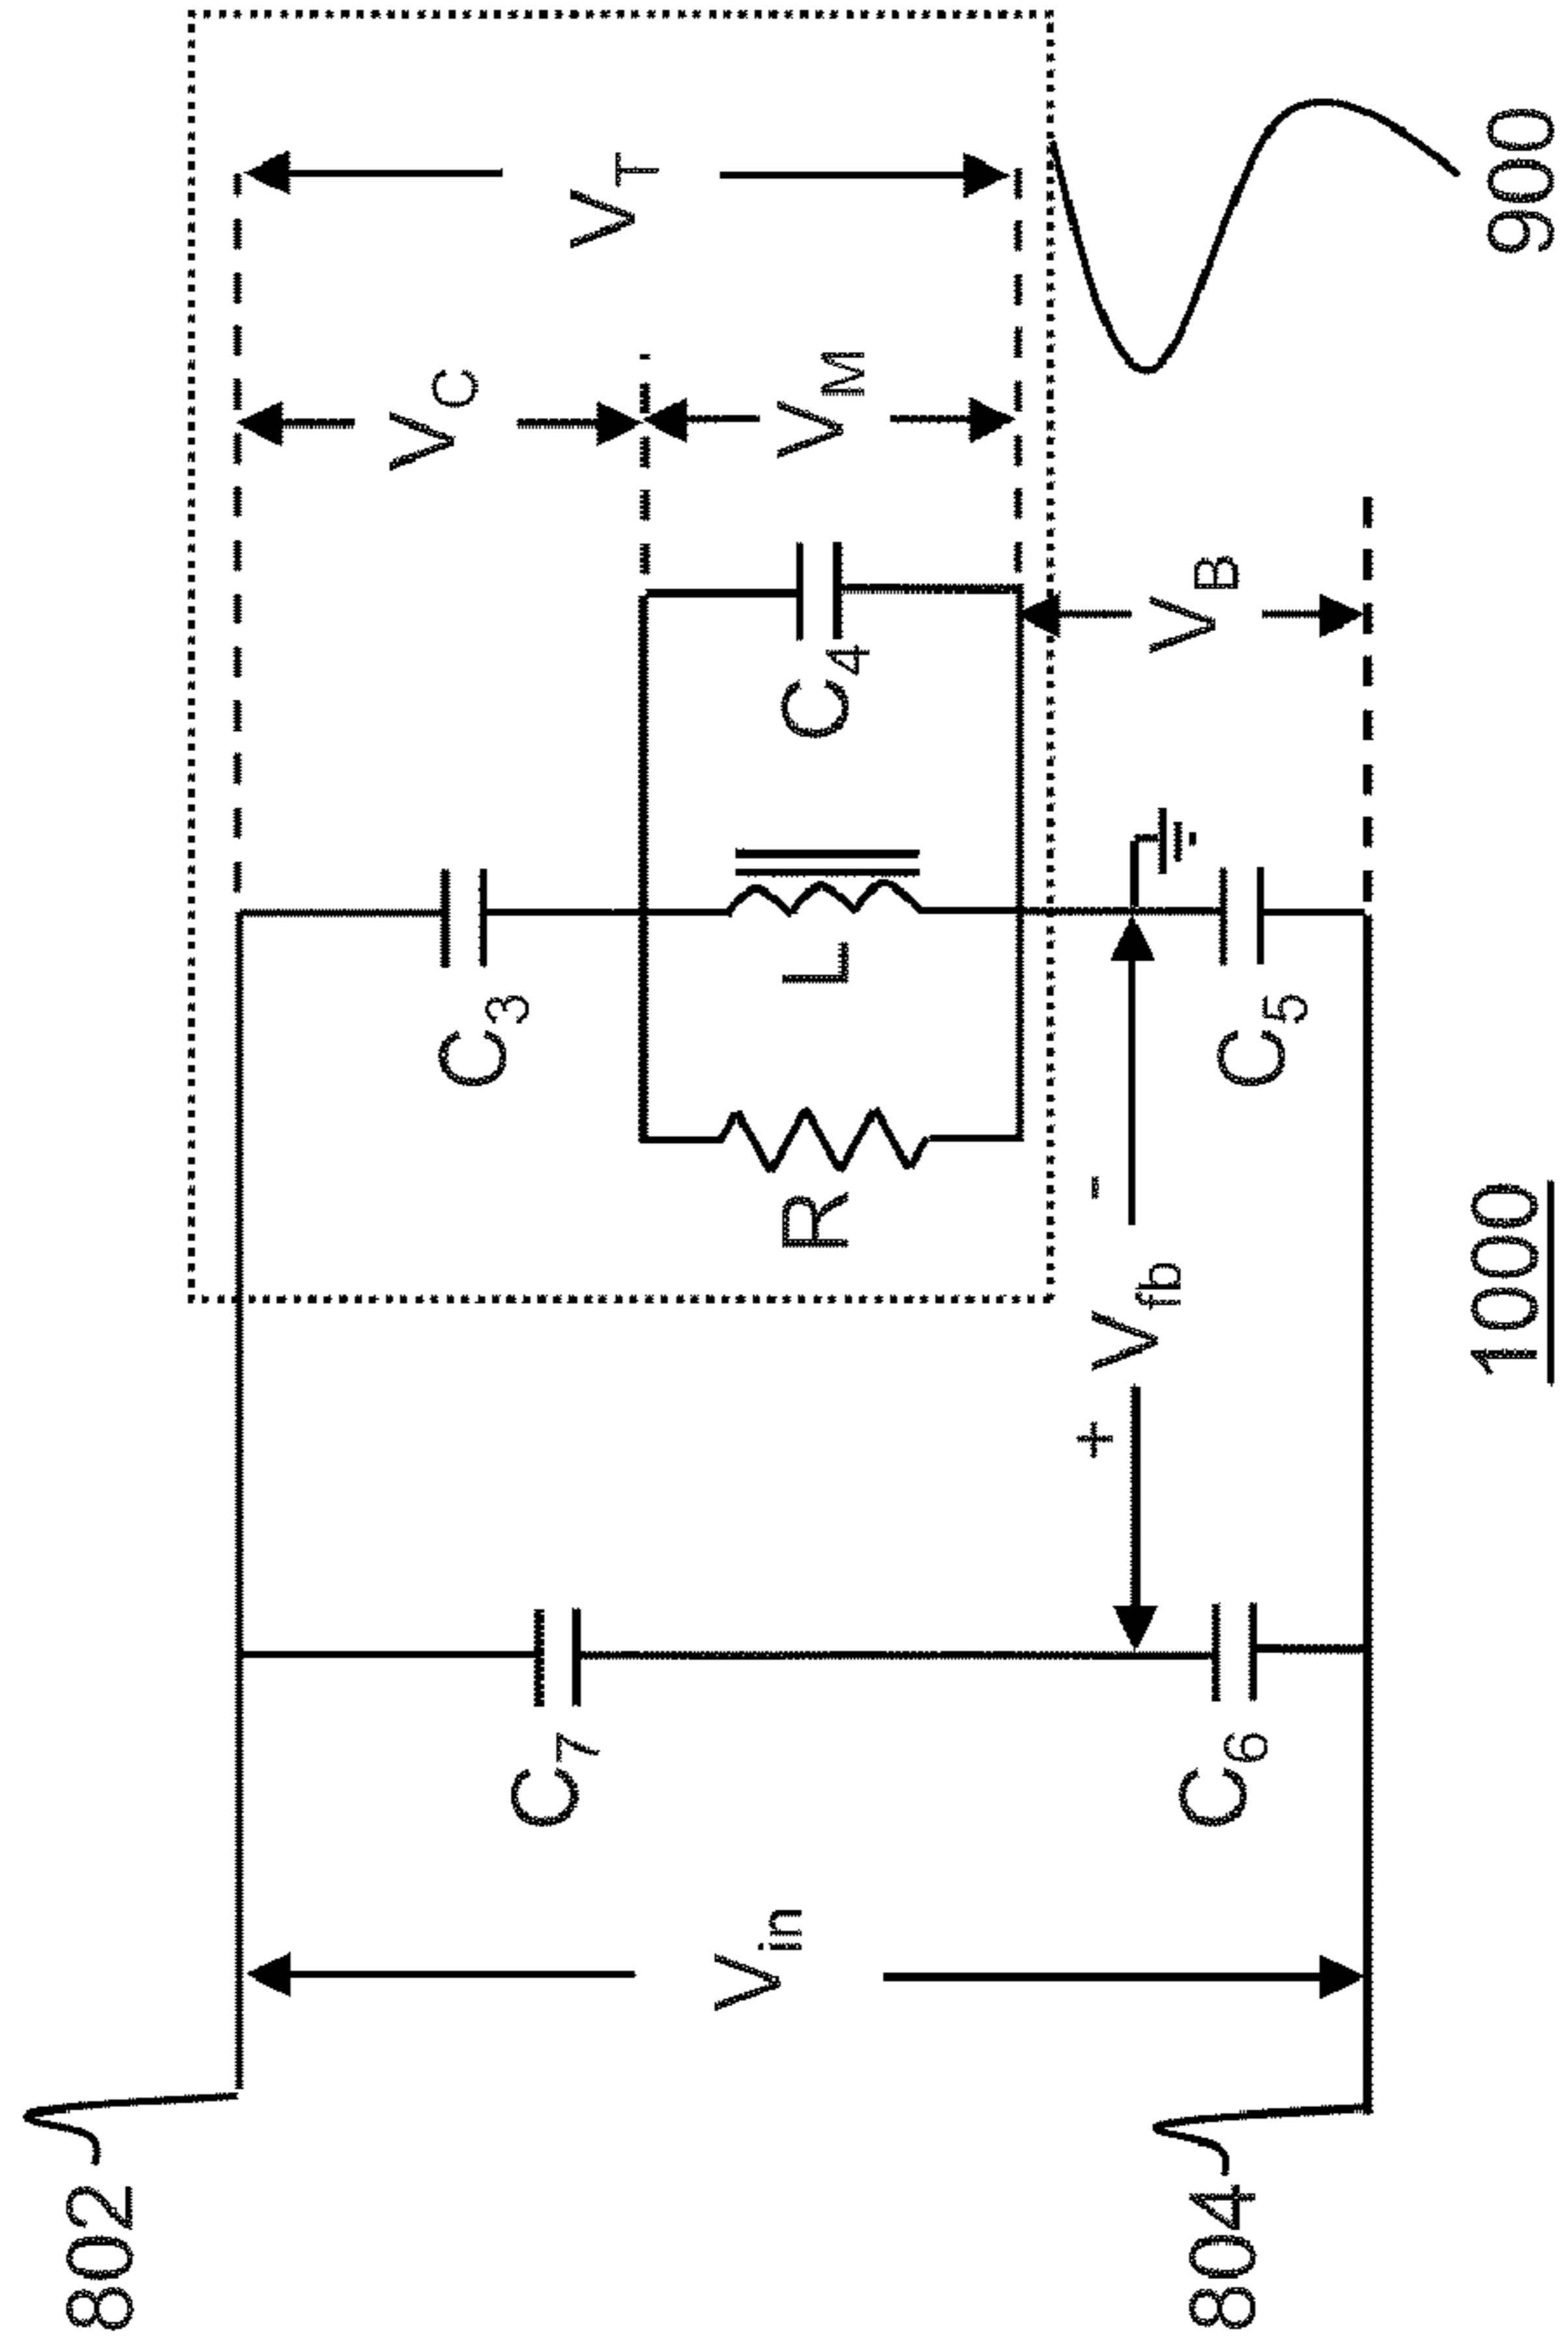 802
804
V_in
C_7
C_6
+ V_fb -
R
L
C_3
C_4
C_5
V_C
V_M
V_T
V_B
900
1000